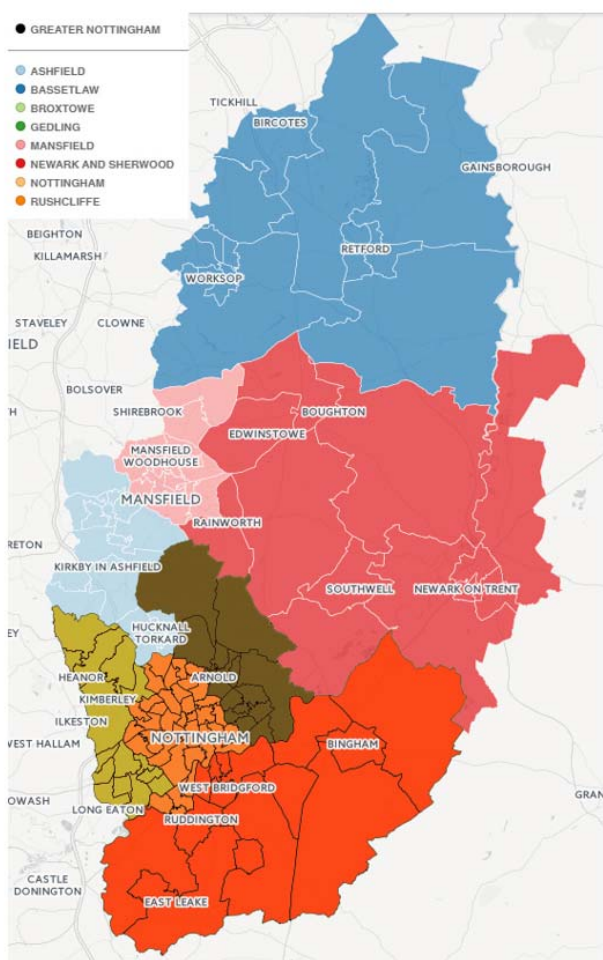 GREATER NOTTINGHAM
ASHFIELD
BASSETLAW
BROXTOWE
GEDLING
MANSFIELD
NEWARK AND SHERWOOD
NOTTINGHAM
RUSHCLIFFE
TICKHILL
BIRCOTES
GAINSBOROUGH
BEIGHTON
KILLAMARSH
RETFORD
WORKSOP
STAVELEY
CLOWNE
IELD
BOLSOVER
SHIREBROOK
BOUGHTON
TH
EDWINSTOWE
MANSFIELD
WOODHOUSE
MANSFIELD
RAINWORTH
RETON
KIRKBY IN ASHFIELD
SOUTHWELL
NEWARK ON TRENT
LEY
HUCKNALL
TORKARD
HEANOR
ARNOLD
KIMBERLEY
ILKESTON
WEST HALLAM
NOTTINGHAM
BINGHAM
OWASH
WEST BRIDGFORD
GRAN
LONG EATON
RUDDINGTON
CASTLE
DONINGTON
EAST LEAKE